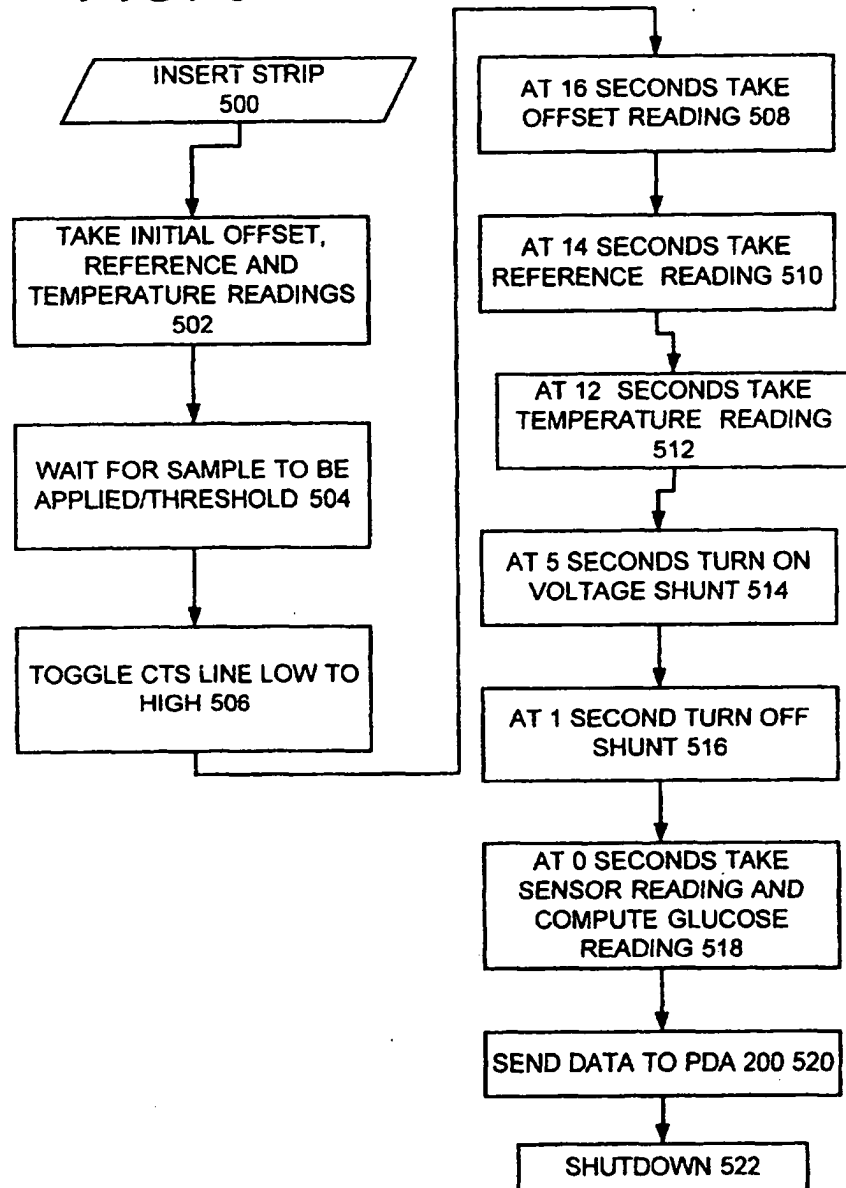 INSERT STRIP
500
TAKE INITIAL OFFSET,
REFERENCE AND
TEMPERATURE READINGS
502
WAIT FOR SAMPLE TO BE
APPLIED/THRESHOLD 504
TOGGLE CTS LINE LOW TO
HIGH 506
AT 16 SECONDS TAKE
OFFSET READING 508
AT 14 SECONDS TAKE
REFERENCE READING 510
AT 12 SECONDS TAKE
TEMPERATURE READING
512
AT 5 SECONDS TURN ON
VOLTAGE SHUNT 514
AT 1 SECOND TURN OFF
SHUNT 516
AT 0 SECONDS TAKE
SENSOR READING AND
COMPUTE GLUCOSE
READING 518
SEND DATA TO PDA 200 520
SHUTDOWN 522